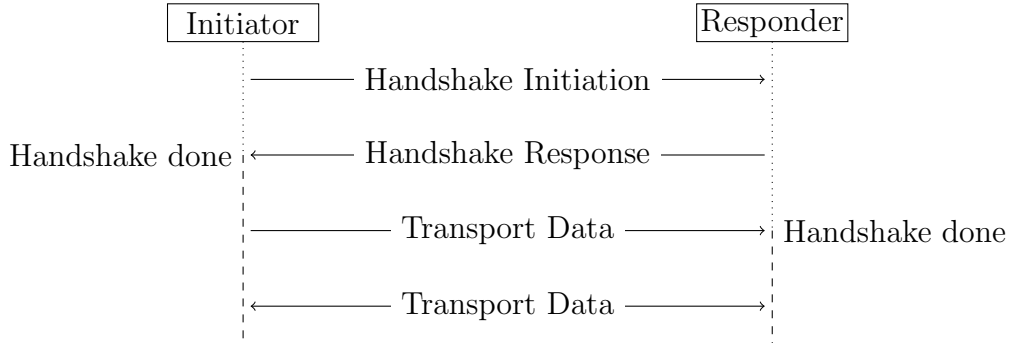 Initiator
Responder
Handshake Initiation
Handshake done
Handshake Response
Transport Data
Handshake done
Transport Data